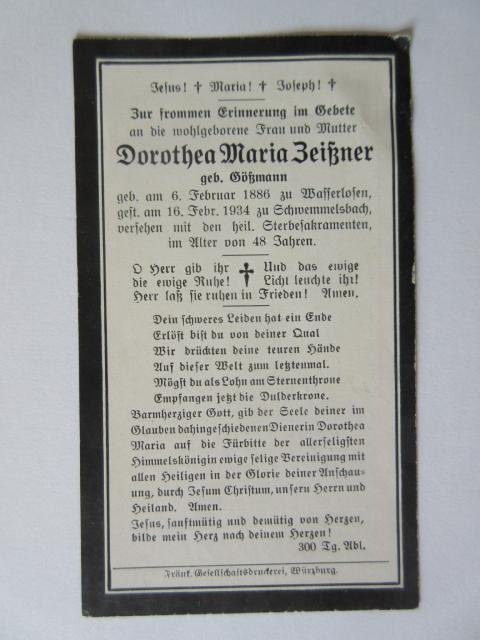 Jesus! † Maria! † Joseph! †
Zur frommen Erinnerung im Gebete
an die wohlgeborene Frau und Mutter
Dorothea Maria Zeißner
geb. Gößmann
geb. am 6. Februar 1886 zu Wasserlosen,
gest. am 16. Febr. 1934 zu Schwemmelsbach,
versehen mit den heil. Sterbesakramenten,
im Alter von 48 Jahren.
O Herr gib ihr † Und das ewige
die ewige Ruhe! Licht leuchte ihr!
Herr laß sie ruhen in Frieden! Amen.
Dein schweres Leiden hat ein Ende
Erlöst bist du von deiner Qual
Wir drückten deine teuren Hände
Auf dieser Welt zum letztenmal.
Mögst du als Lohn am Sternenthrone
Empfangen jetzt die Dulderkrone.
Barmherziger Gott, gib der Seele deiner im
Glauben dahingeschiedenen Dienerin Dorothea
Maria auf die Fürbitte der allerseligsten
Himmelskönigin ewige selige Vereinigung mit
allen Heiligen in der Glorie deiner Anschau-
ung, durch Jesum Christum, unsern Herrn und
Heiland. Amen.
Jesus, sanftmütig und demütig von Herzen,
bilde mein Herz nach deinem Herzen!
300 Tg. Abl.
Fränk. Gesellschaftsdruckerei, Würzburg.